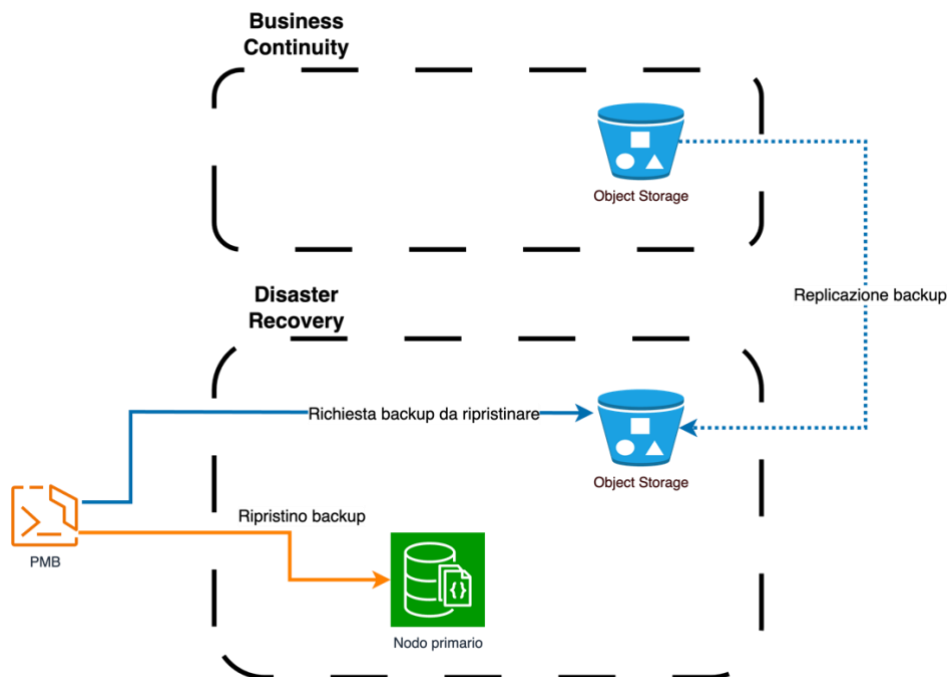 Business
Continuity
Object Storage
Replicazione backup
Disaster
Recovery
Richiesta backup da ripristinare
Object Storage
Ripristino backup
PMB
Nodo primario